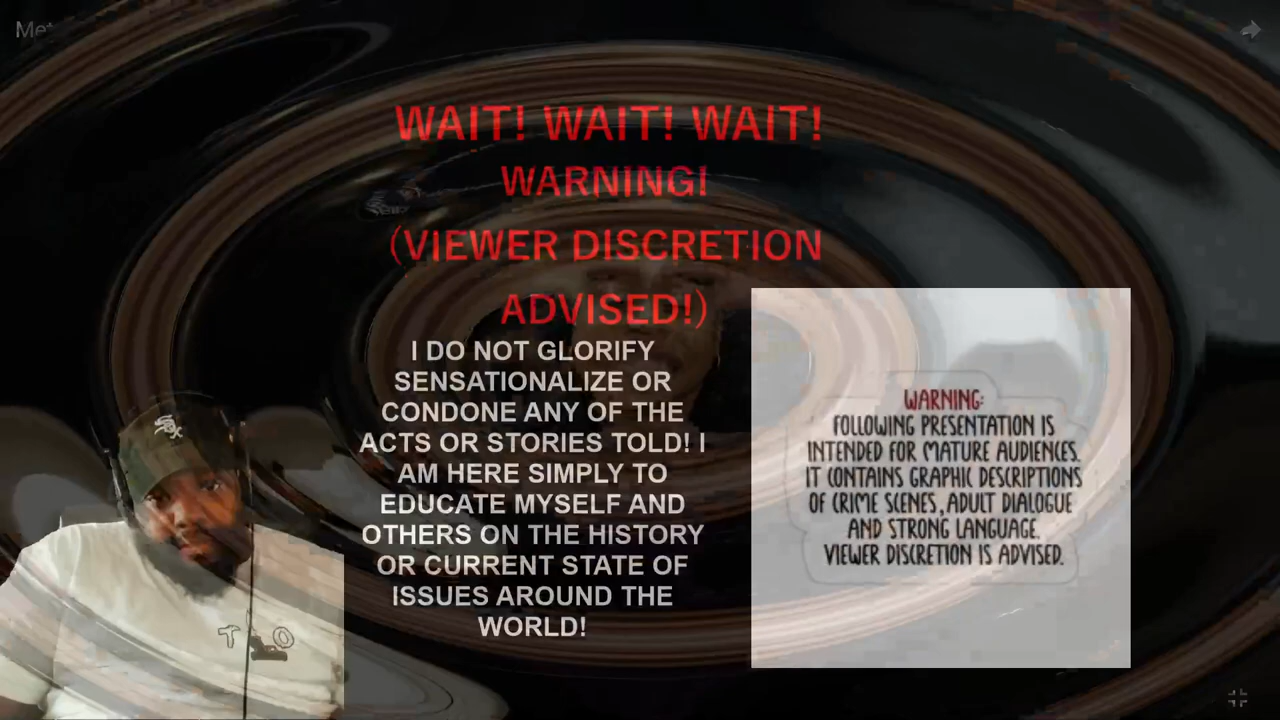 WAIT! WAIT! WAIT!
WARNING!
(VIEWER DISCRETION
ADVISED!)
I DO NOT GLORIFY
SENSATIONALIZE OR
CONDONE ANY OF THE
ACTS OR STORIES TOLD! I
AM HERE SIMPLY TO
EDUCATE MYSELF AND
OTHERS ON THE HISTORY
OR CURRENT STATE OF
ISSUES AROUND THE
WORLD!
WARNING:
FOLLOWING PRESENTATION IS
INTENDED FOR MATURE AUDIENCES.
IT CONTAINS GRAPHIC DESCRIPTIONS
OF CRIME SCENES, ADULT DIALOGUE
AND STRONG LANGUAGE.
VIEWER DISCRETION IS ADVISED.